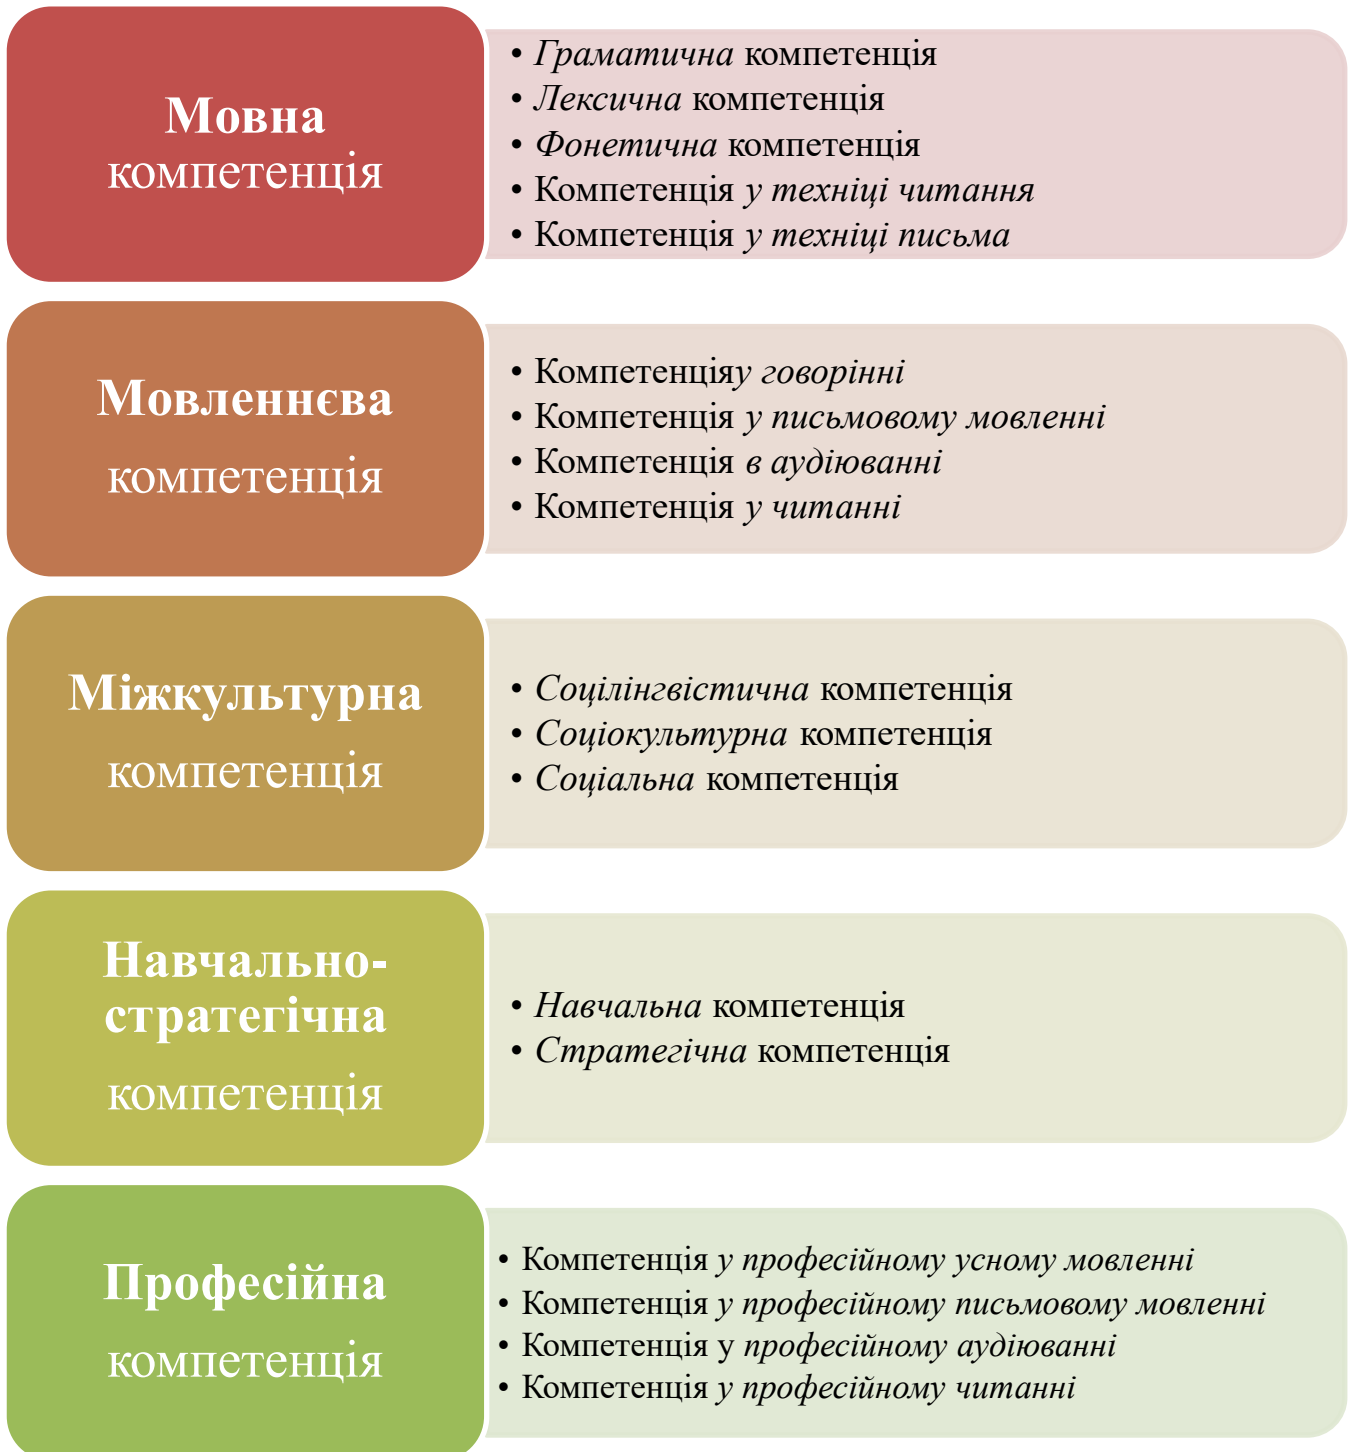 Мовна
компетенція
• Граматична компетенція
• Лексична компетенція
• Фонетична компетенція
• Компетенція у техніці читання
• Компетенція у техніці письма
Мовленнєва
компетенція
• Компетенціяу говорінні
• Компетенція у письмовому мовленні
• Компетенція в аудіюванні
• Компетенція у читанні
Міжкультурна
компетенція
• Соцілінгвістична компетенція
• Соціокультурна компетенція
• Соціальна компетенція
Навчально-
стратегічна
компетенція
• Навчальна компетенція
• Стратегічна компетенція
Професійна
компетенція
• Компетенція у професійному усному мовленні
• Компетенція у професійному письмовому мовленні
• Компетенція у професійному аудіюванні
• Компетенція у професійному читанні